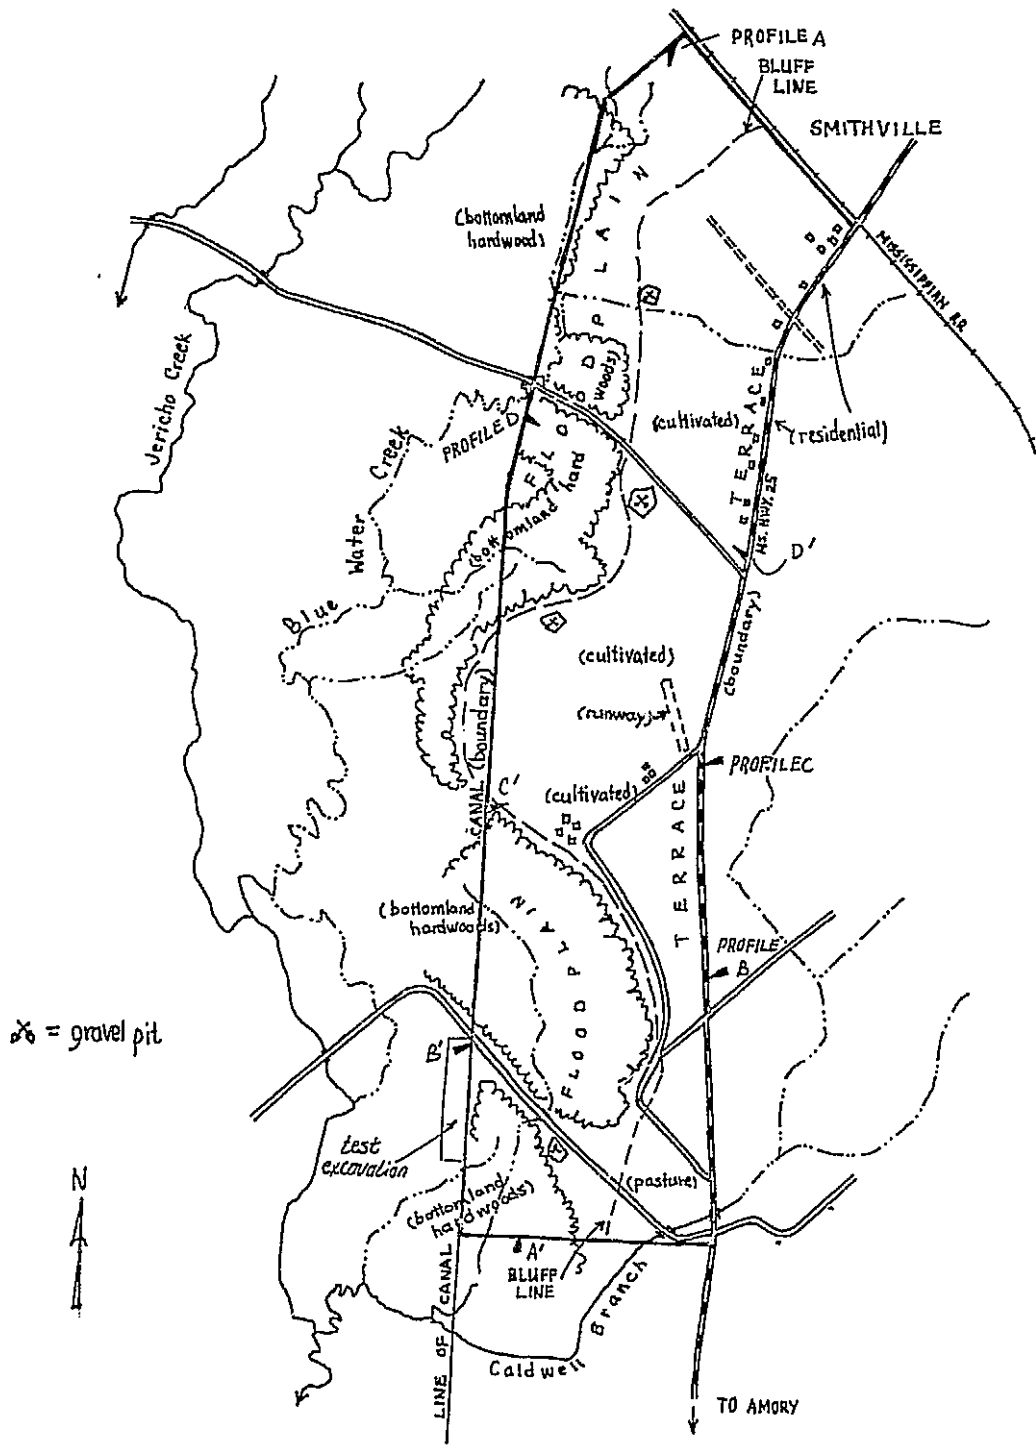 PROFILE A
BLUFF
LINE
SMITHVILLE
(bottomland
hardwoods)
FLOOD PLAIN
MISSISSIPPIAN R.R.
Jericho Creek
woods)
(cultivated)
TERRACE
(residential)
PROFILE D
Creek
Water
Blue
(bottomland hard
MS. HWY. 25
D'
(boundary)
(cultivated)
(runway)
CANAL (boundary)
C'
(cultivated)
PROFILE C
TERRACE
(bottomland
hardwoods)
FLOOD PLAIN
PROFILE
B
= gravel pit
B'
test
excavation
N
(pasture)
(bottomland
hardwoods)
A'
BLUFF
LINE
Caldwell Branch
LINE OF CANAL
TO AMORY